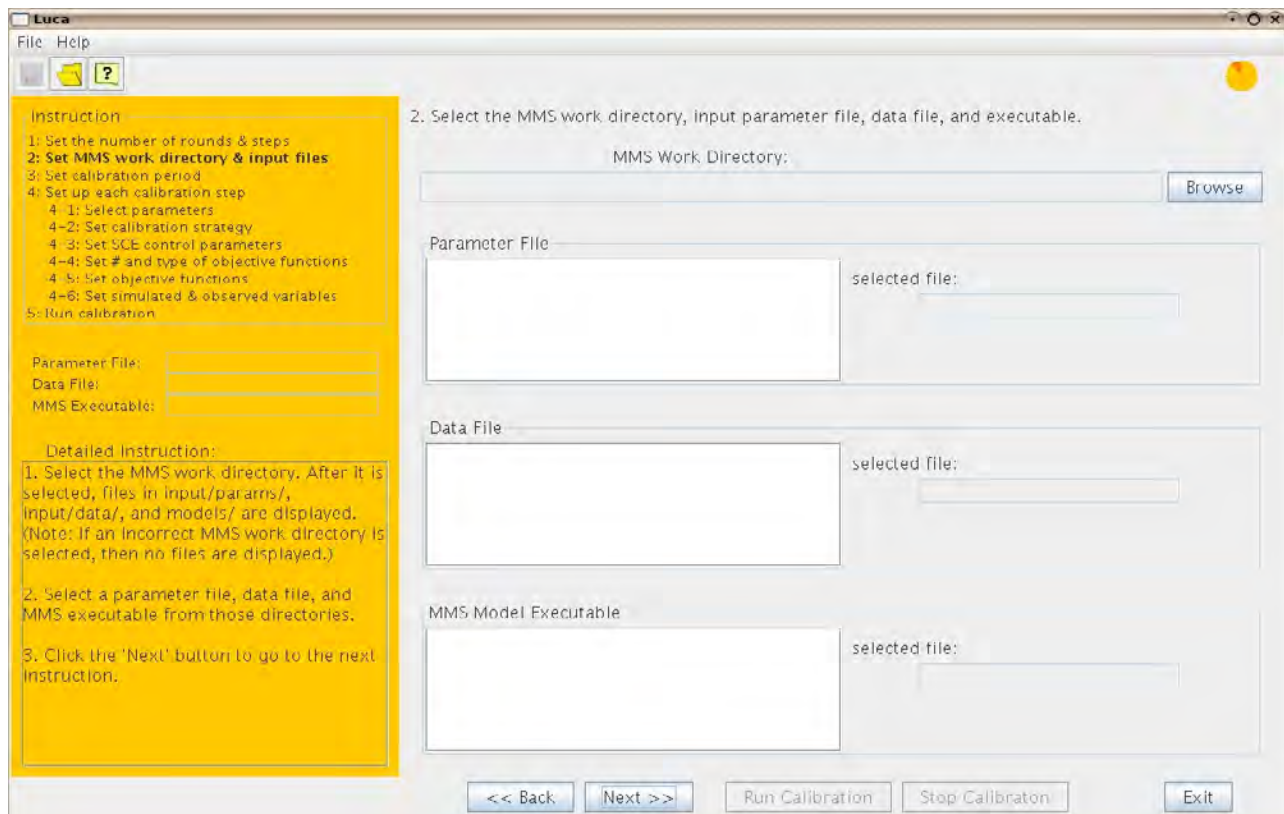 Luca
File Help
?
Instruction
1: Set the number of rounds & steps
2: Set MMS work directory & input files
3: Set calibration period
4: Set up each calibration step
4-1: Select parameters
4-2: Set calibration strategy
4-3: Set SCE control parameters
4-4: Set # and type of objective functions
4-5: Set objective functions
4-6: Set simulated & observed variables
5: Run calibration
Parameter File:
Data File:
MMS Executable:
Detailed Instruction:
1. Select the MMS work directory. After it is
selected, files in input/params/,
input/data/, and models/ are displayed.
(Note: If an incorrect MMS work directory is
selected, then no files are displayed.)
2. Select a parameter file, data file, and
MMS executable from those directories.
3. Click the 'Next' button to go to the next
instruction.
2. Select the MMS work directory, input parameter file, data file, and executable.
MMS Work Directory:
Browse
Parameter File
selected file:
Data File
selected file:
MMS Model Executable
selected file:
<< Back
Next >>
Run Calibration
Stop Calibraton
Exit